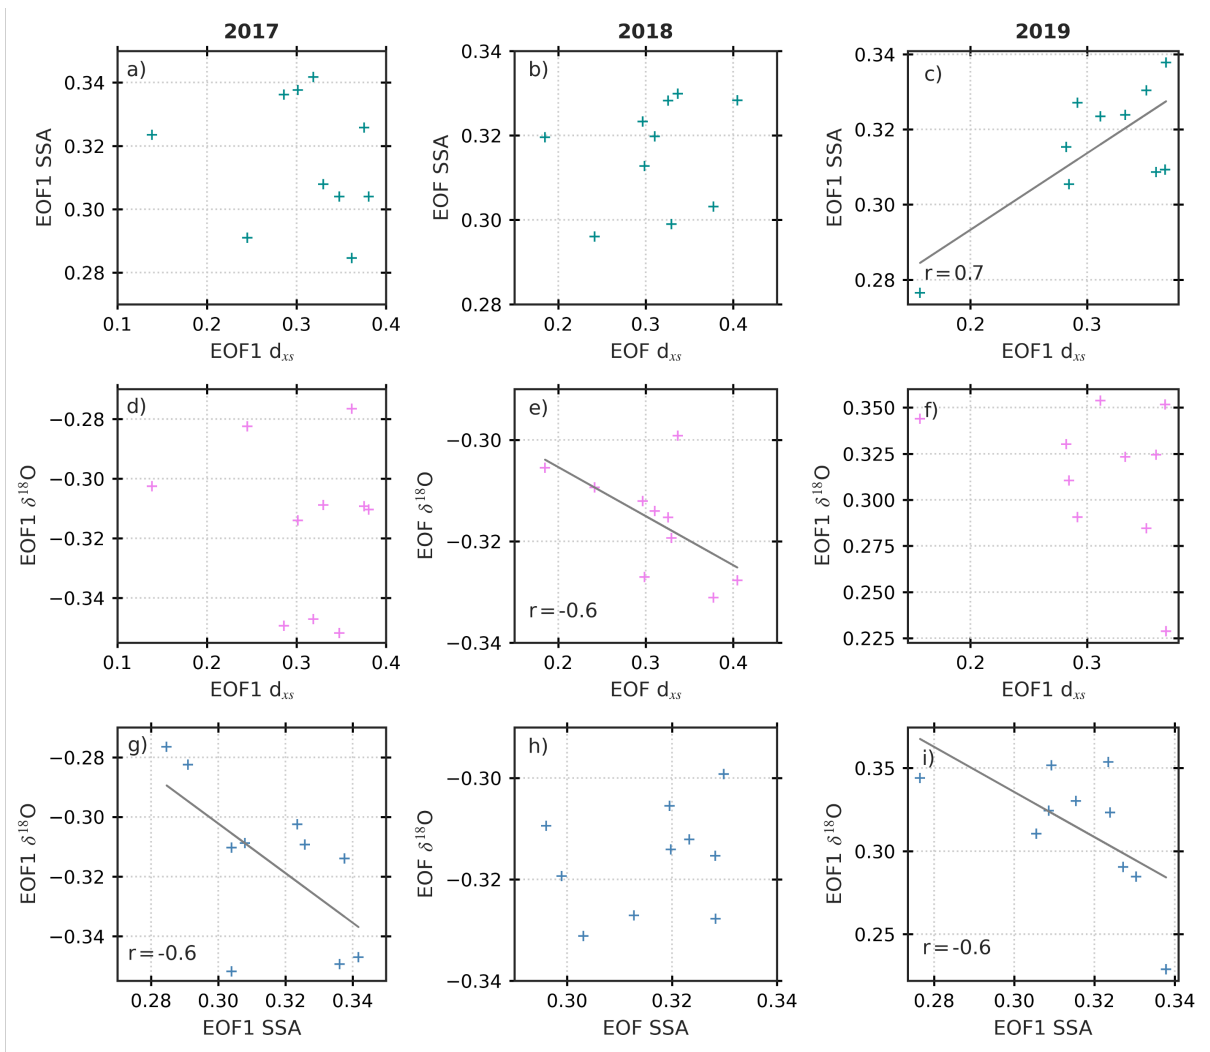 2017 2018 2019
a) b) c)
0.34 0.32 0.30 0.28
EOF1 SSA
0.1 0.2 0.3 0.4
EOF1 dxs
0.34 0.32 0.30 0.28
EOF SSA
0.2 0.3 0.4
EOF dxs
0.34 0.32 0.30 0.28
EOF1 SSA
r = 0.7
0.2 0.3
EOF1 dxs
d) e) f)
−0.28 −0.30 −0.32 −0.34
EOF1 δ18O
0.1 0.2 0.3 0.4
EOF1 dxs
−0.30 −0.32 −0.34
EOF δ18O
r = -0.6
0.2 0.3 0.4
EOF dxs
0.350 0.325 0.300 0.275 0.250 0.225
EOF1 δ18O
0.2 0.3
EOF1 dxs
g) h) i)
−0.28 −0.30 −0.32 −0.34
EOF1 δ18O
r = -0.6
0.28 0.30 0.32 0.34
EOF1 SSA
−0.30 −0.32 −0.34
EOF δ18O
0.30 0.32 0.34
EOF SSA
0.35 0.30 0.25
EOF1 δ18O
r = -0.6
0.28 0.30 0.32 0.34
EOF1 SSA